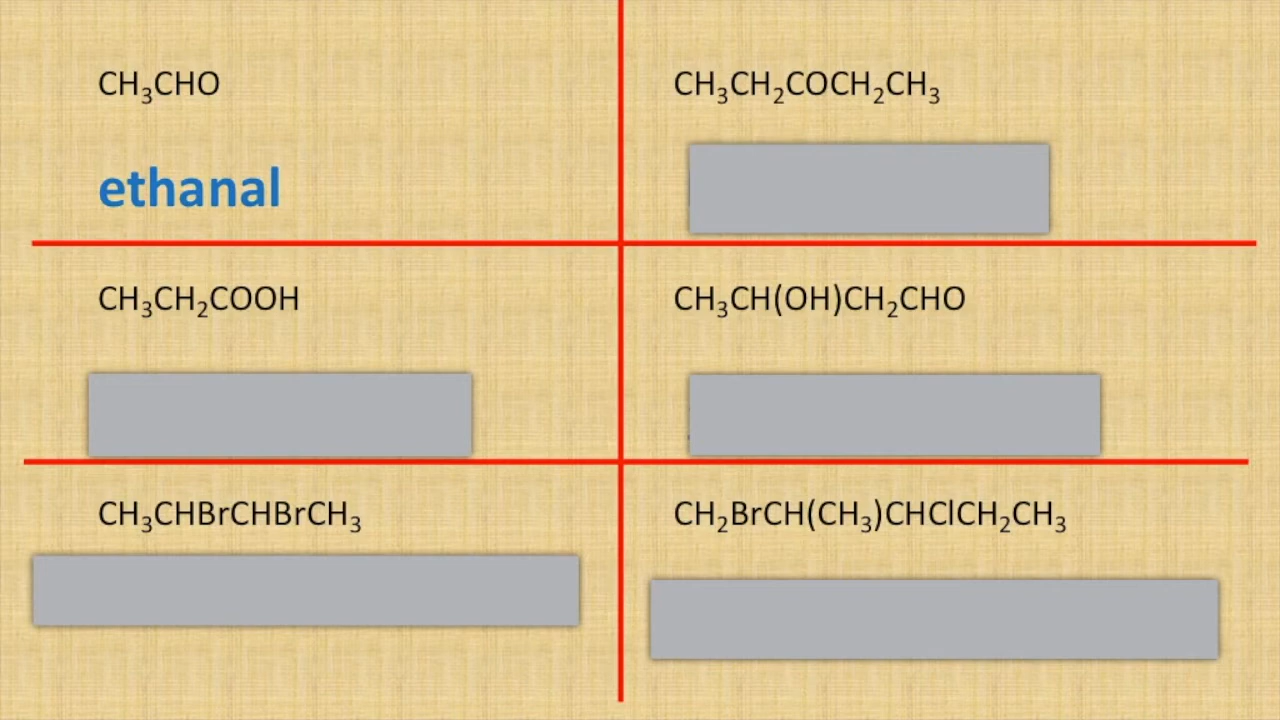 CH₃CHO
ethanal
CH₃CH₂COCH₂CH₃
CH₃CH₂COOH
CH₃CH(OH)CH₂CHO
CH₃CHBrCHBrCH₃
CH₂BrCH(CH₃)CHClCH₂CH₃